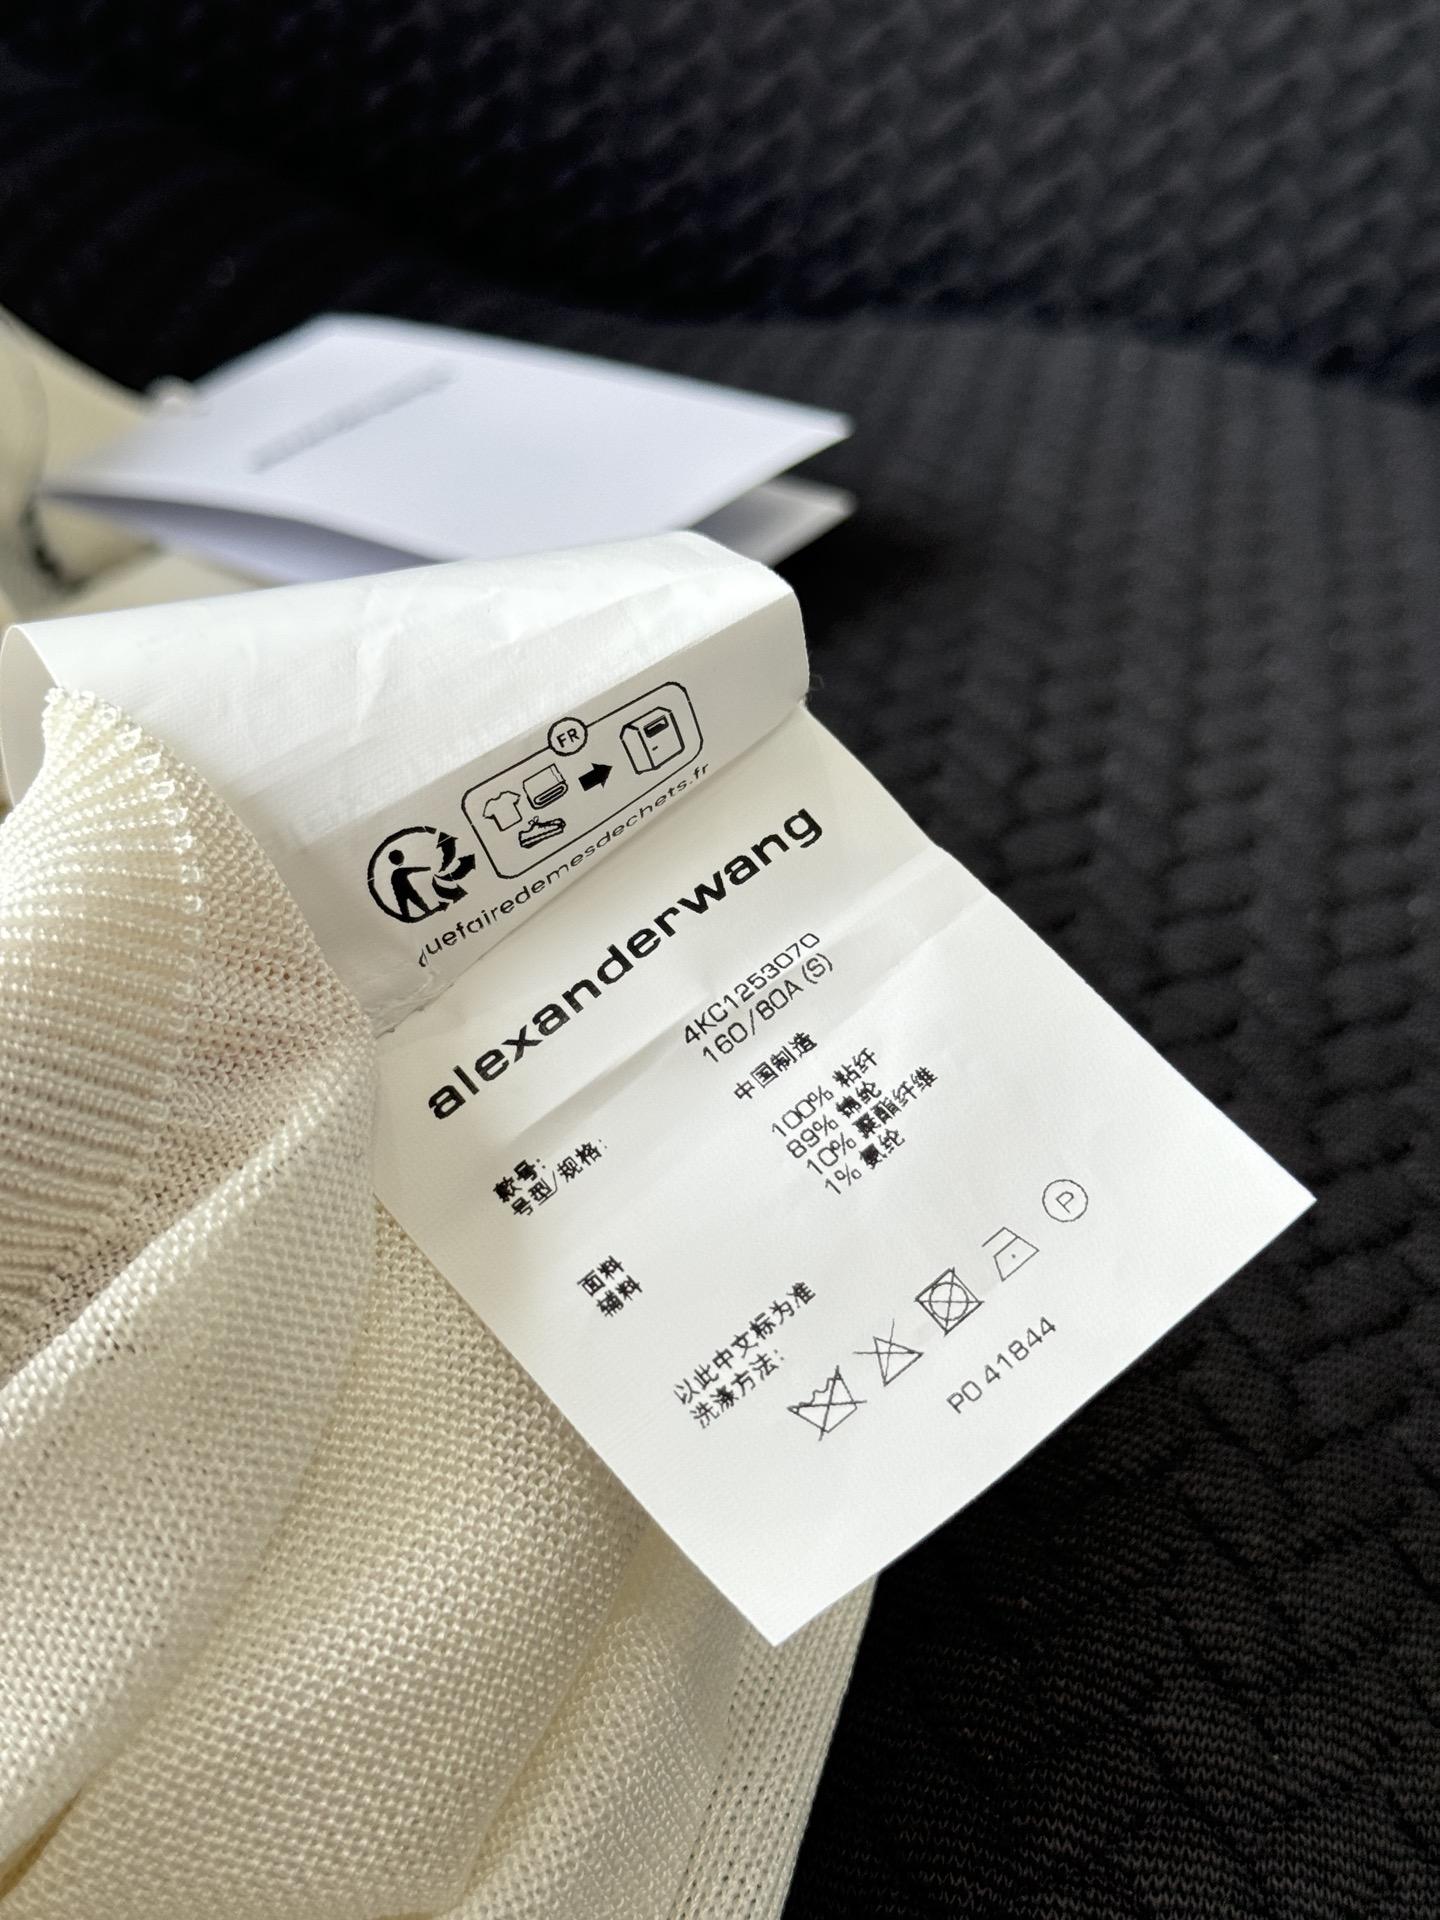 FR
quefairedemesdechets.fr
alexanderwang
款号: 4KC1253070
号型/规格: 160/80A (S)
中国制造
面料 100% 粘纤
辅料 89% 锦纶
10% 聚酯纤维
1% 氨纶
以此中文标为准
洗涤方法:
P
PO 41844